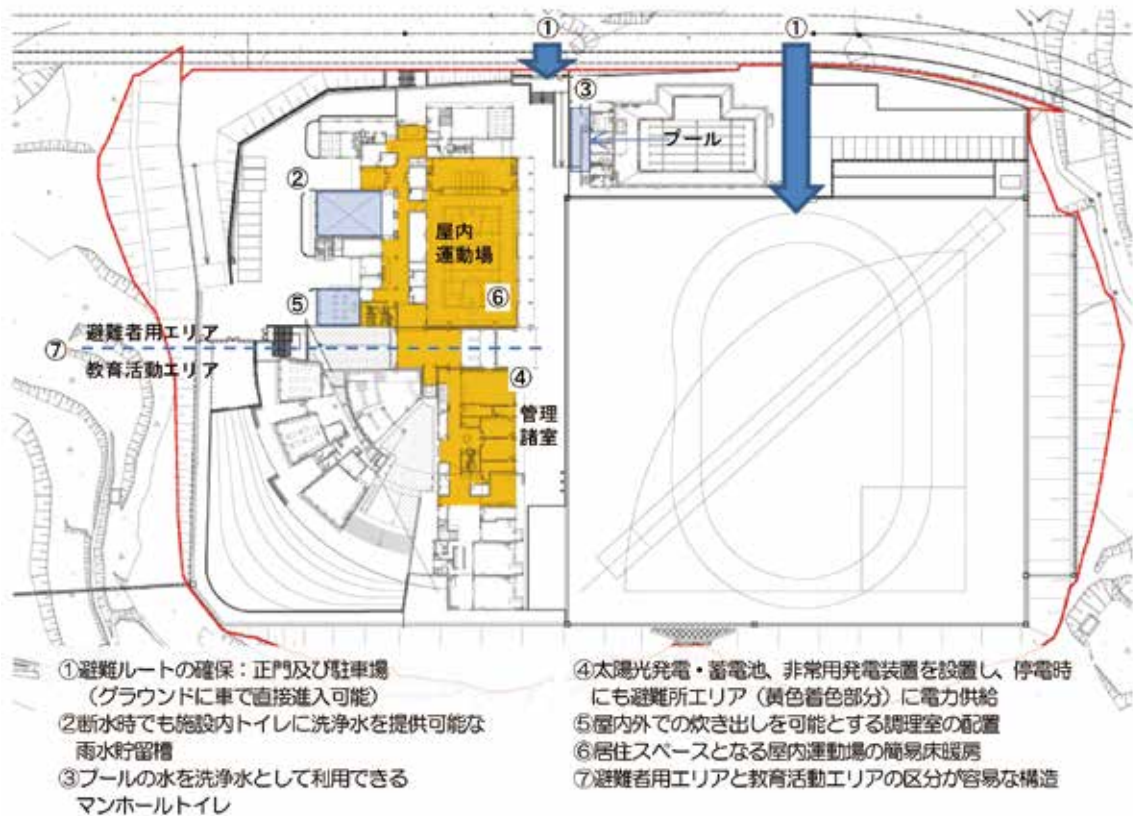 ①
①
③
プール
②
屋内
運動場
⑥
⑤
避難者用エリア
⑦
教育活動エリア
④
管理
諸室
①避難ルートの確保：正門及び駐車場
（グラウンドに車で直接進入可能）
②断水時でも施設内トイレに洗浄水を提供可能な
雨水貯留槽
③プールの水を洗浄水として利用できる
マンホールトイレ
④太陽光発電・蓄電池、非常用発電装置を設置し、停電時
にも避難所エリア（黄色着色部分）に電力供給
⑤屋内外での炊き出しを可能とする調理室の配置
⑥居住スペースとなる屋内運動場の簡易床暖房
⑦避難者用エリアと教育活動エリアの区分が容易な構造